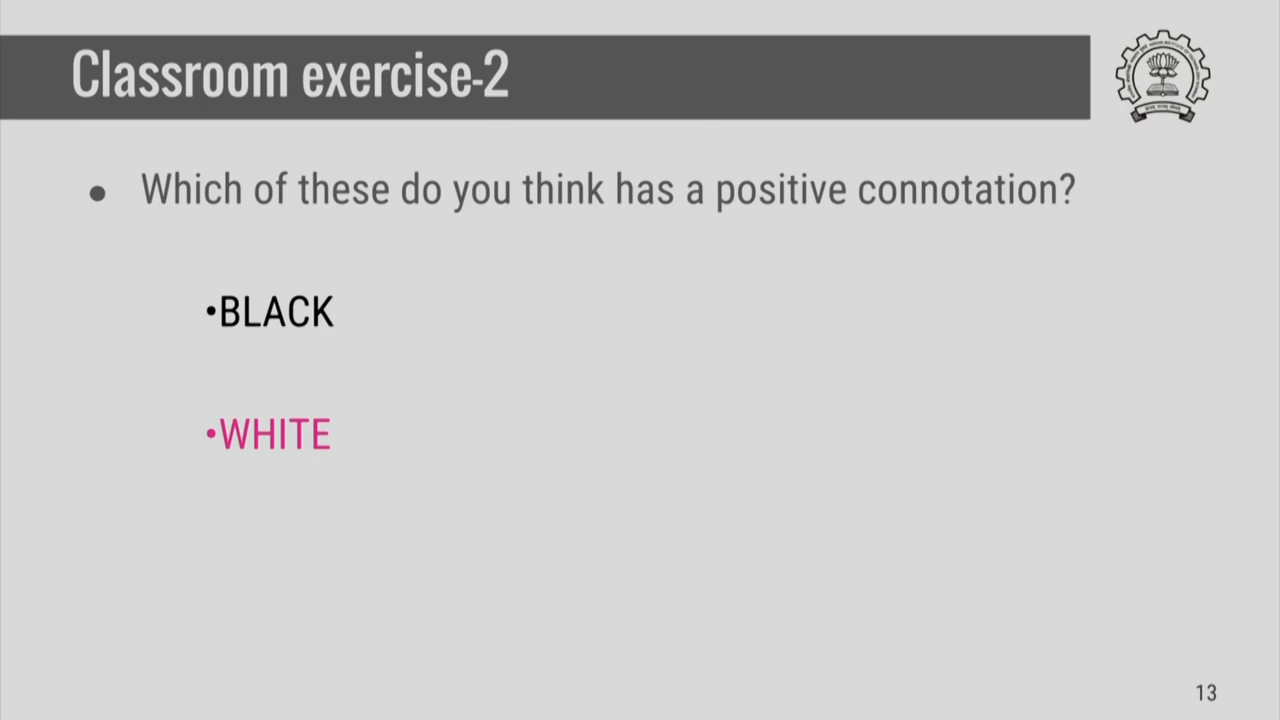 Classroom exercise-2
● Which of these do you think has a positive connotation?
•BLACK
•WHITE
13